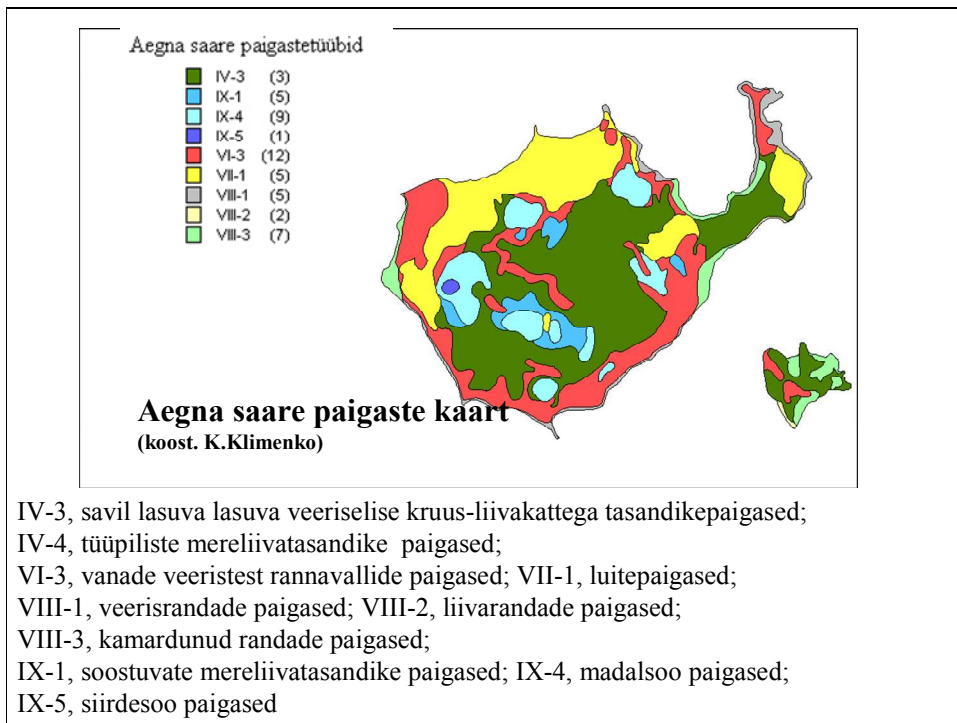 Aegna saare paigastetüübid
IV-3 (3)
IX-1 (5)
IX-4 (9)
IX-5 (1)
VI-3 (12)
VII-1 (5)
VIII-1 (5)
VIII-2 (2)
VIII-3 (7)
Aegna saare paigaste kaart
(koost. K.Klimenko)
IV-3, savil lasuva lasuva veeriselise kruus-liivakattega tasandikepaigased;
IV-4, tüüpiliste mereliivatasandike paigased;
VI-3, vanade veeristest rannavallide paigased; VII-1, luitepaigased;
VIII-1, veerisrandade paigased; VIII-2, liivarandade paigased;
VIII-3, kamardunud randade paigased;
IX-1, soostuvate mereliivatasandike paigased; IX-4, madalsoo paigased;
IX-5, siirdesoo paigased